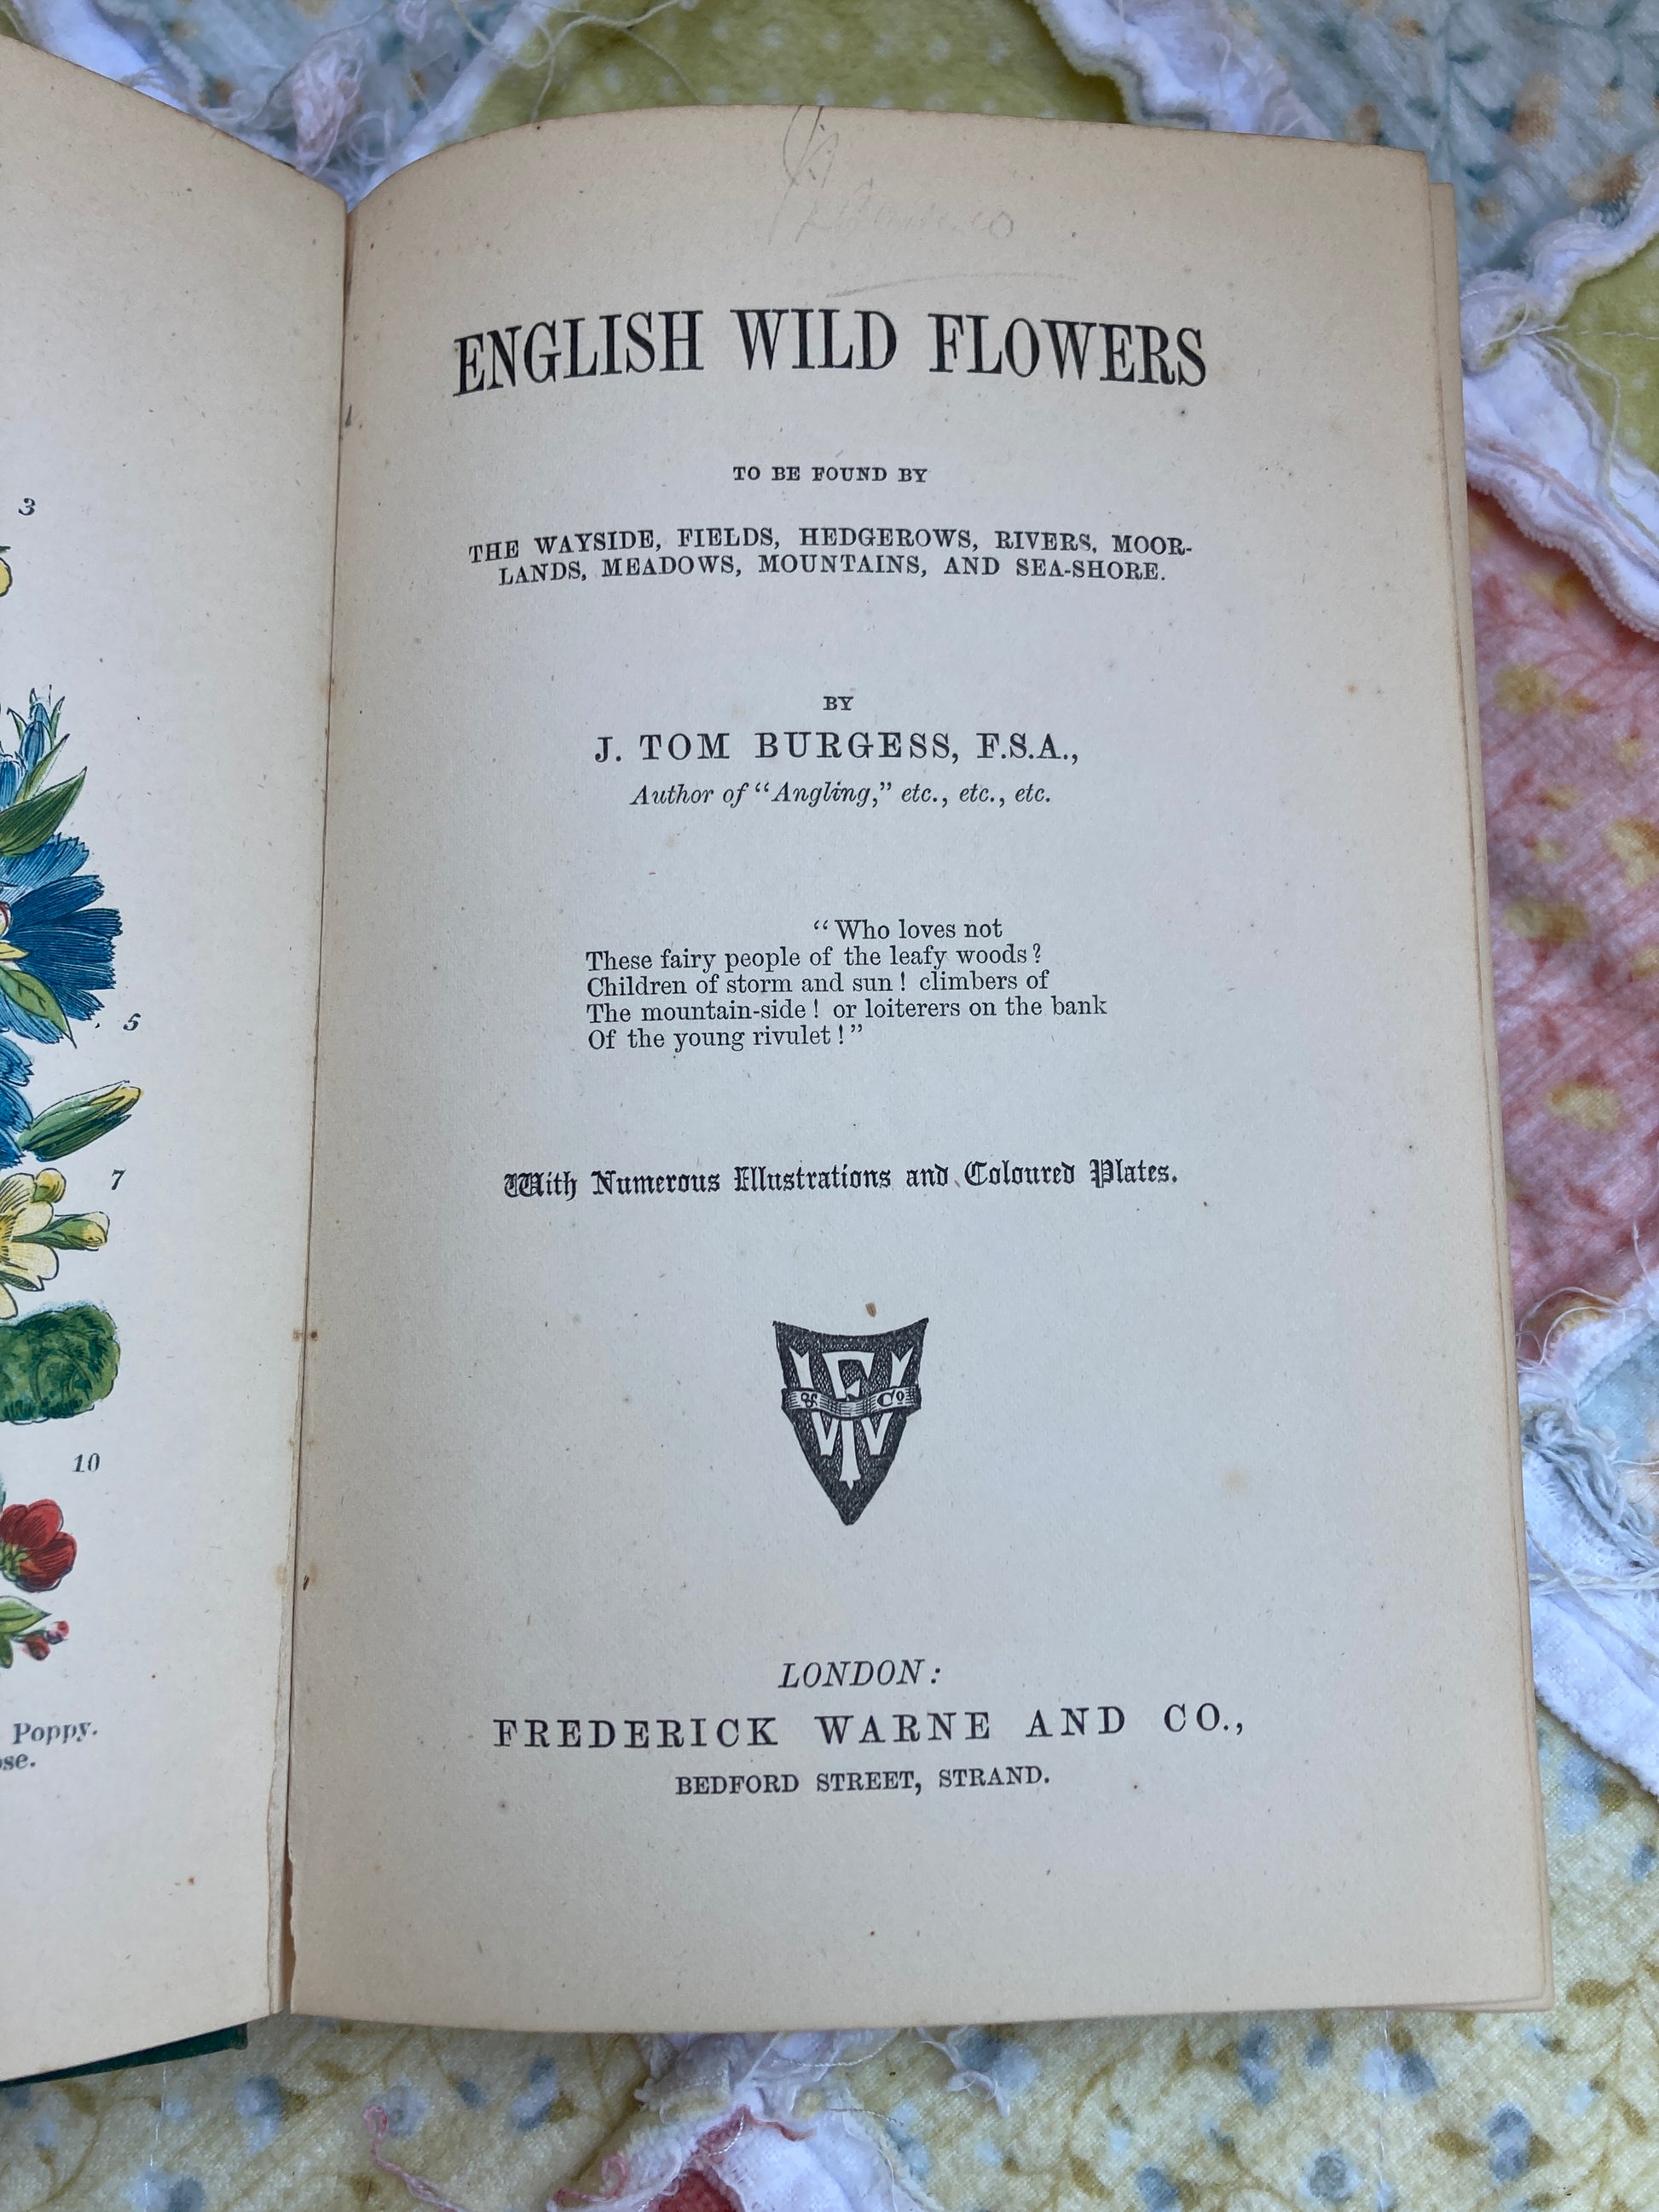 3
5
7
10
Poppy.
ENGLISH WILD FLOWERS
TO BE FOUND BY
THE WAYSIDE, FIELDS, HEDGEROWS, RIVERS, MOOR-
LANDS, MEADOWS, MOUNTAINS, AND SEA-SHORE.
BY
J. TOM BURGESS, F.S.A.,
Author of "Angling," etc., etc., etc.
"Who loves not
These fairy people of the leafy woods?
Children of storm and sun! climbers of
The mountain-side! or loiterers on the bank
Of the young rivulet!"
With Numerous Illustrations and Coloured Plates.
F W & Co
LONDON:
FREDERICK WARNE AND CO.,
BEDFORD STREET, STRAND.